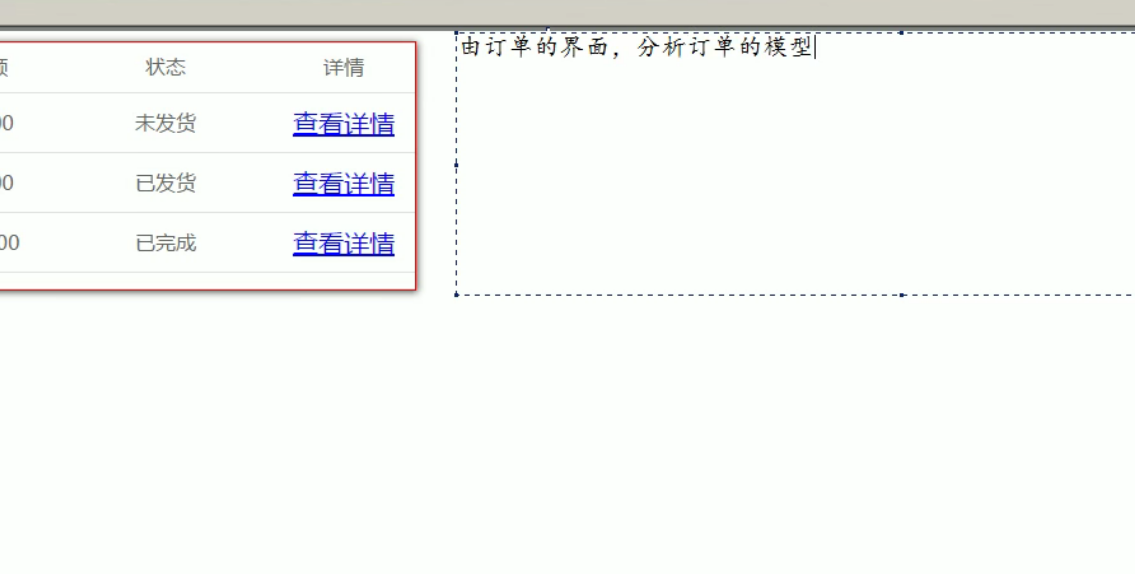 额 状态 详情
00 未发货 查看详情
00 已发货 查看详情
00 已完成 查看详情
由订单的界面，分析订单的模型